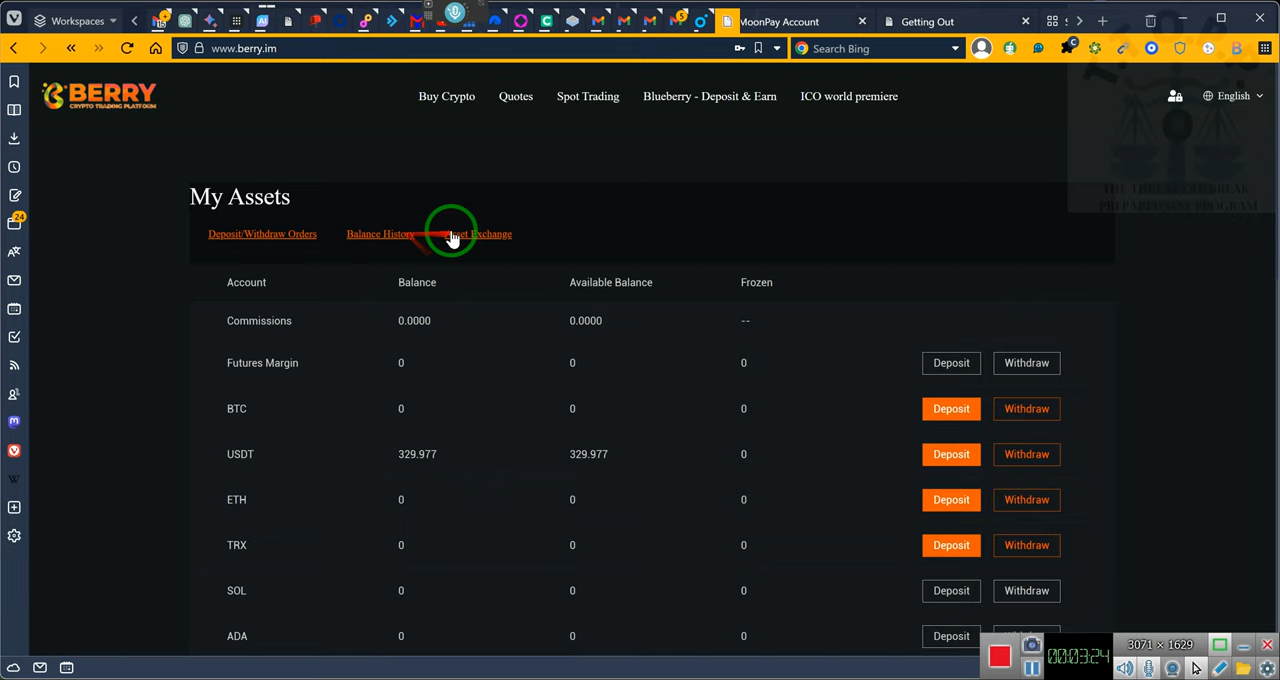 Workspaces
MoonPay Account
Getting Out
www.berry.im
Search Bing
BERRY
CRYPTO TRADING PLATFORM
Buy Crypto
Quotes
Spot Trading
Blueberry - Deposit & Earn
ICO world premiere
English
My Assets
Deposit/Withdraw Orders
Balance History
Exchange
Account Balance Available Balance Frozen
Commissions 0.0000 0.0000 --
Futures Margin 0 0 0 Deposit Withdraw
BTC 0 0 0 Deposit Withdraw
USDT 329.977 329.977 0 Deposit Withdraw
ETH 0 0 0 Deposit Withdraw
TRX 0 0 0 Deposit Withdraw
SOL 0 0 0 Deposit Withdraw
ADA 0 0 0 Deposit
24
3071 × 1629
00:03:24